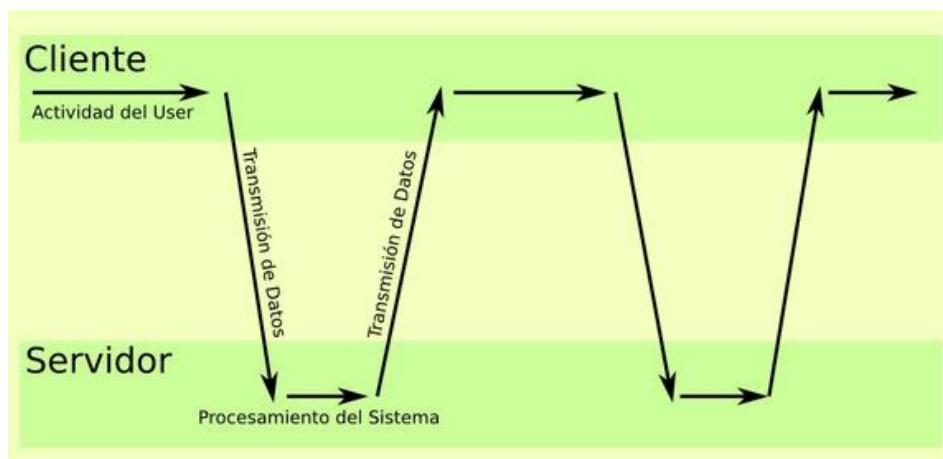 Cliente
Actividad del User
Transmisión de Datos
Transmisión de Datos
Servidor
Procesamiento del Sistema